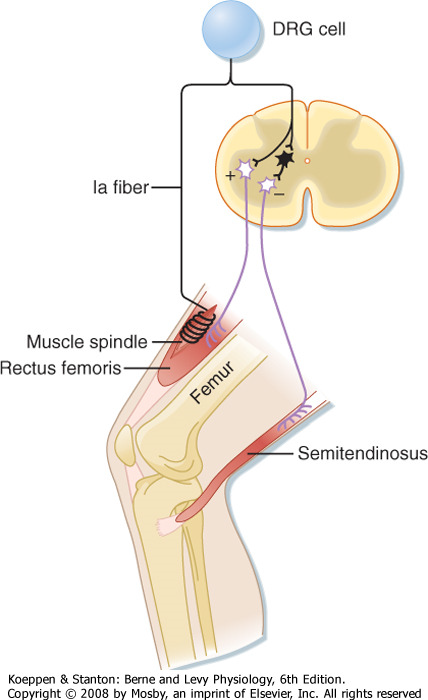 DRG cell
+
–
Ia fiber
Muscle spindle
Rectus femoris
Femur
Semitendinosus
Koeppen & Stanton: Berne and Levy Physiology, 6th Edition.
Copyright © 2008 by Mosby, an imprint of Elsevier, Inc. All rights reserved